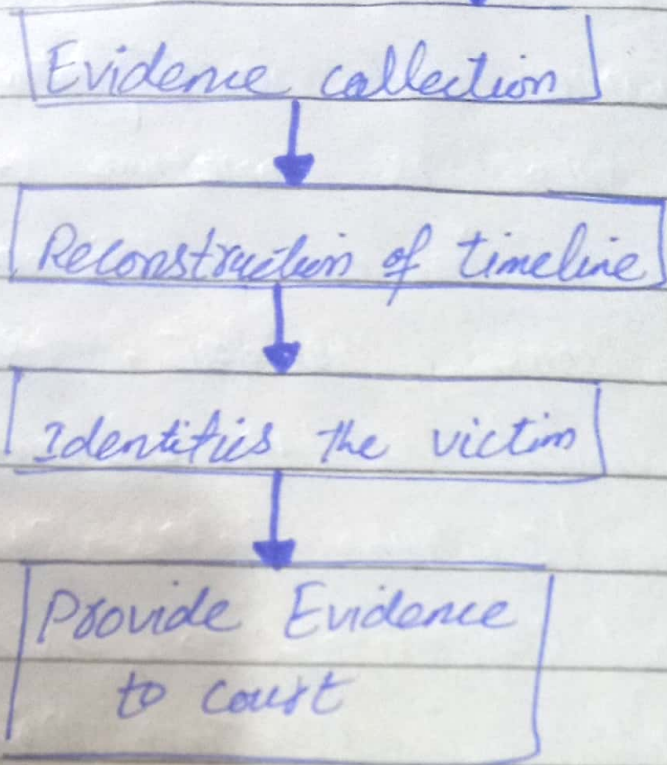 Evidence collection
Reconstruction of timeline
Identifies the victim
Provide Evidence
to court